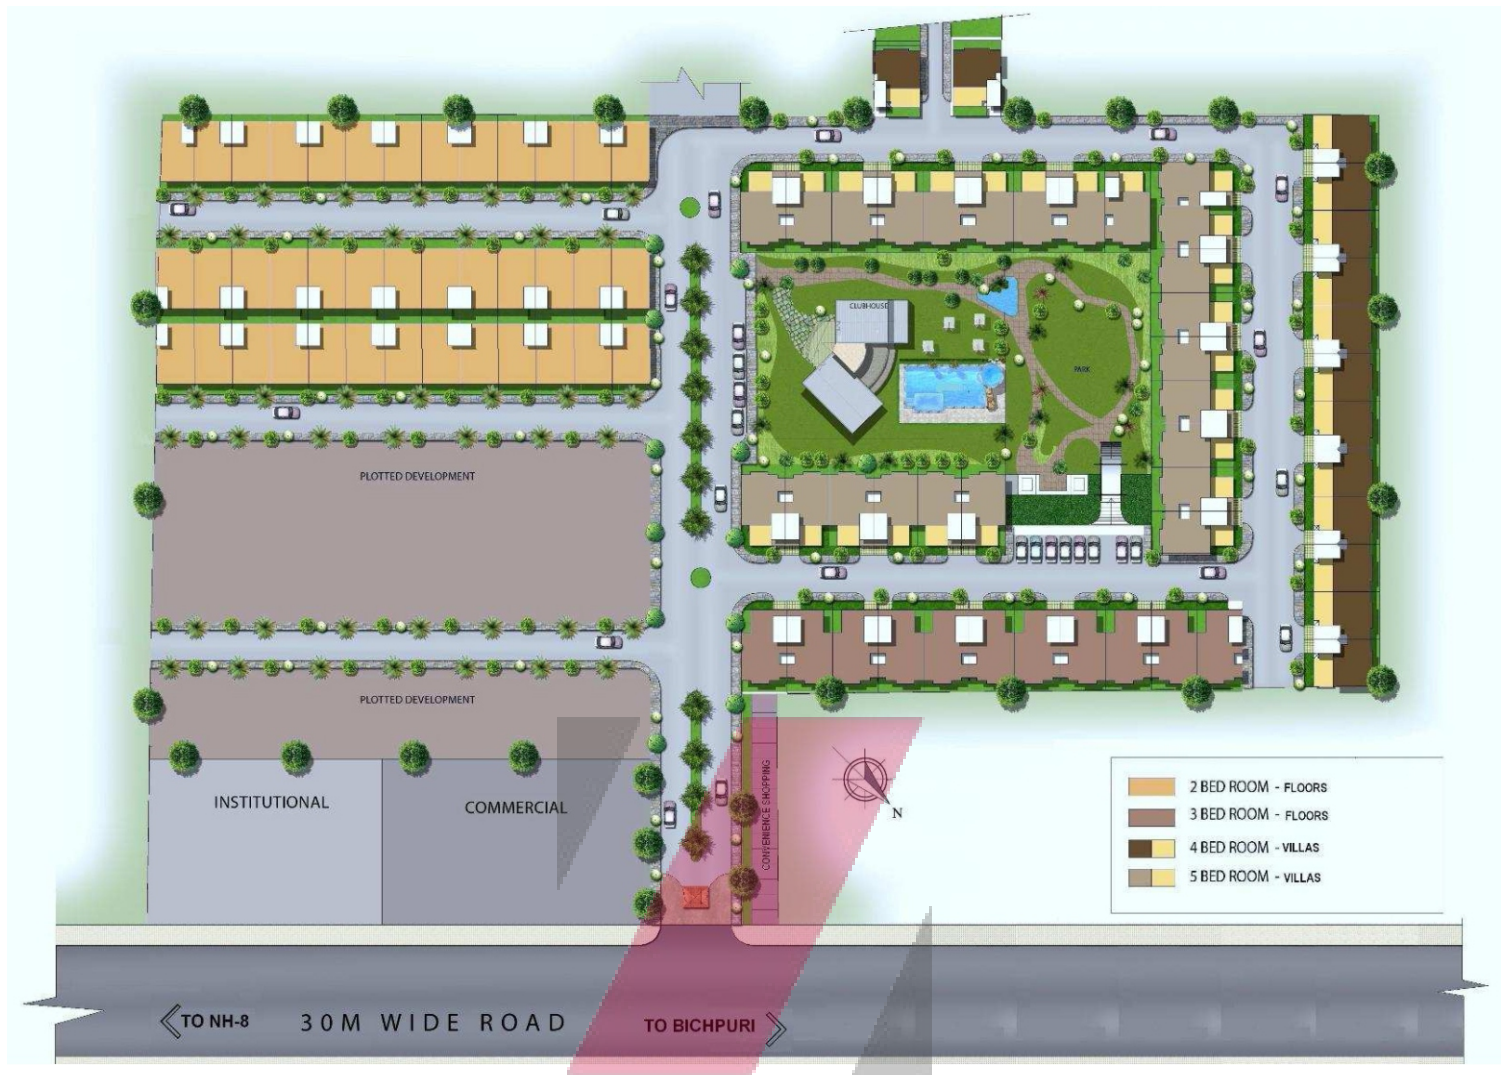 CLUBHOUSE
PARK
PLOTTED DEVELOPMENT
PLOTTED DEVELOPMENT
INSTITUTIONAL
COMMERCIAL
CONVENIENCE SHOPPING
N
2 BED ROOM - FLOORS
3 BED ROOM - FLOORS
4 BED ROOM - VILLAS
5 BED ROOM - VILLAS
TO NH-8
30M WIDE ROAD
TO BICHPURI